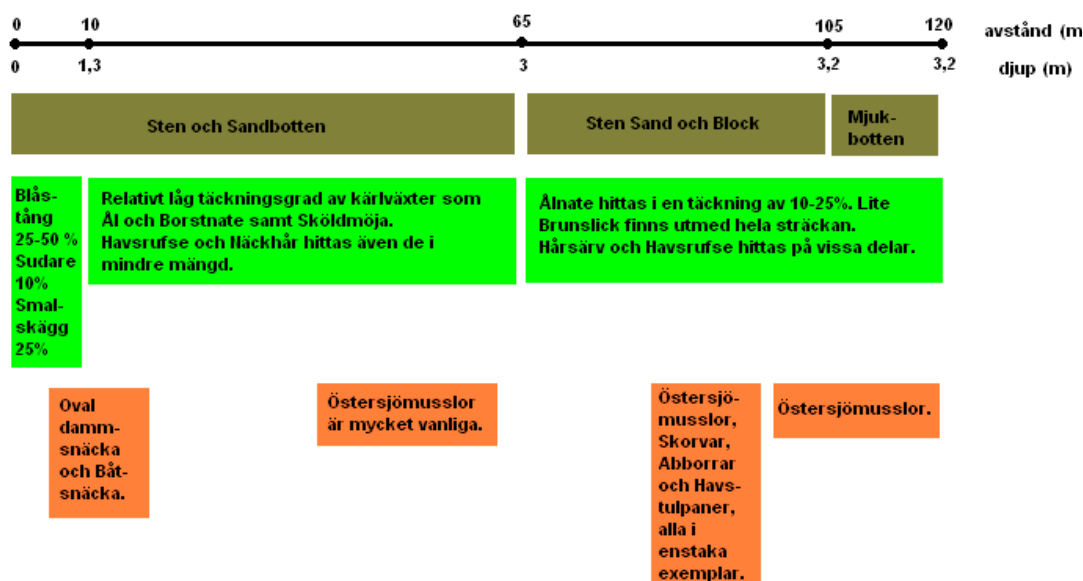 0 10 65 105 120 avstånd (m
0 1,3 3 3,2 3,2 djup (m)
Sten och Sandbotten
Sten Sand och Block
Mjuk-
botten
Blås-
tång
25-50 %
Sudare
10%
Smal-
skägg
25%
Relativt låg täckningsgrad av kärlväxter som
Ål och Borstnate samt Sköldmöja.
Havsrufse och Näckhår hittas även de i
mindre mängd.
Ålnate hittas i en täckning av 10-25%. Lite
Brunslick finns utmed hela sträckan.
Hårsärv och Havsrufse hittas på vissa delar.
Oval
damm-
snäcka
och Båt-
snäcka.
Östersjömusslor
är mycket vanliga.
Östersjö-
musslor,
Skorvar,
Abborrar
och Havs-
tulpaner,
alla i
enstaka
exemplar.
Östersjömusslor.